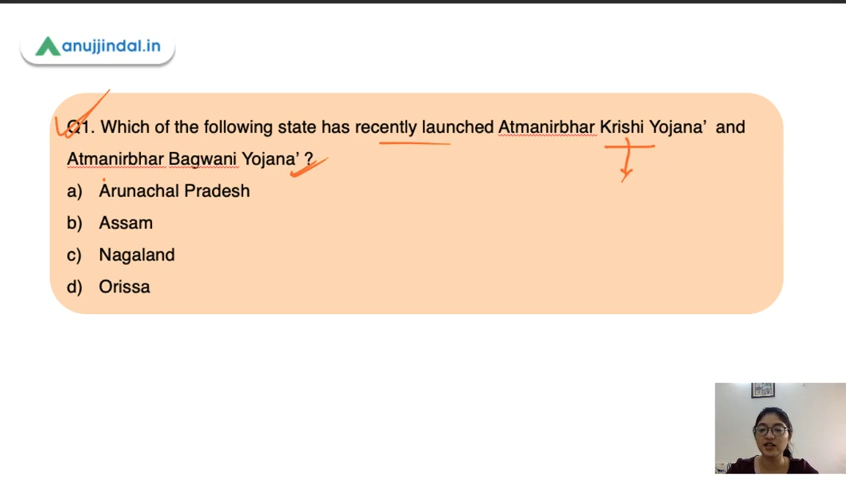 anujjindal.in
Q1. Which of the following state has recently launched Atmanirbhar Krishi Yojana’ and
Atmanirbhar Bagwani Yojana’ ?
a) Arunachal Pradesh
b) Assam
c) Nagaland
d) Orissa